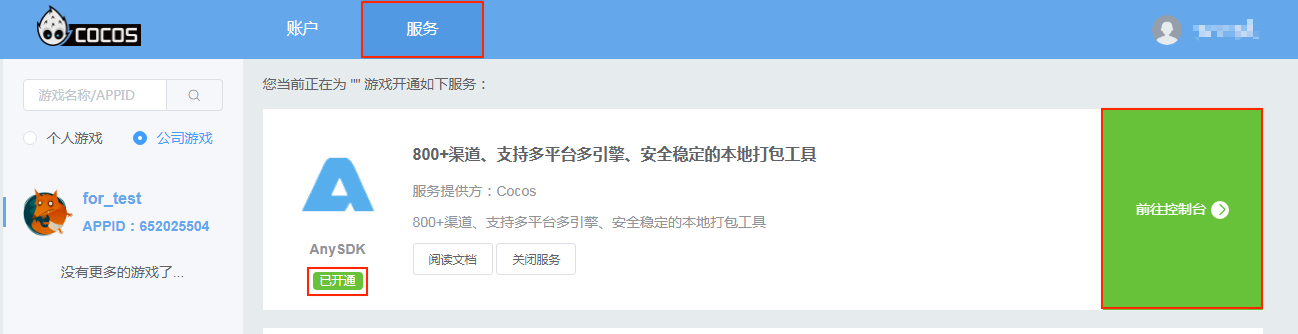 COCOS
账户
服务
游戏名称/APPID
个人游戏
公司游戏
for_test
APPID：652025504
没有更多的游戏了...
您当前正在为 "" 游戏开通如下服务：
AnySDK
已开通
800+渠道、支持多平台多引擎、安全稳定的本地打包工具
服务提供方：Cocos
800+渠道、支持多平台多引擎、安全稳定的本地打包工具
阅读文档
关闭服务
前往控制台